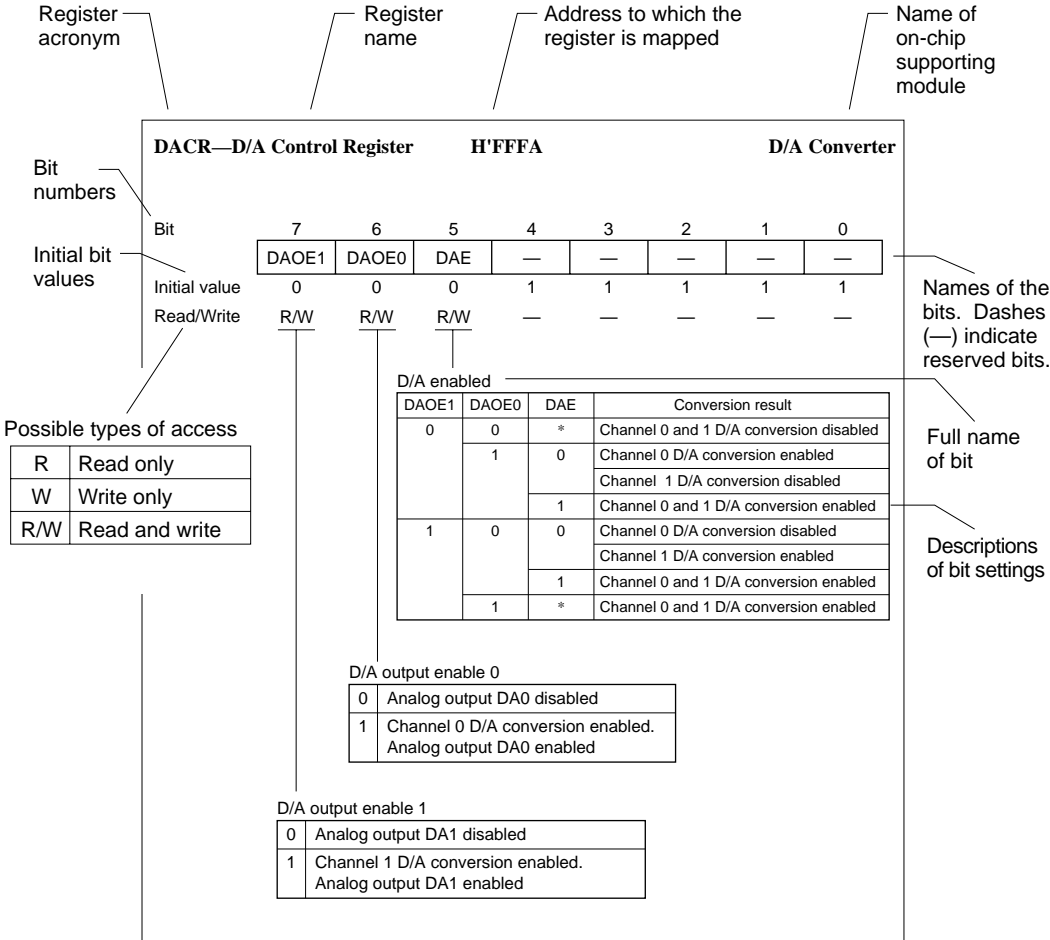 Register
acronym
Register
name
Address to which the
register is mapped
Name of
on-chip
supporting
module
DACR—D/A Control Register H'FFFA D/A Converter
Bit
numbers
Bit 7 6 5 4 3 2 1 0
DAOE1 DAOE0 DAE — — — — —
Initial bit
values
Initial value 0 0 0 1 1 1 1 1
Read/Write R/W R/W R/W — — — — —
Names of the
bits. Dashes
(—) indicate
reserved bits.
Possible types of access
R Read only
W Write only
R/W Read and write
D/A enabled
DAOE1 DAOE0 DAE Conversion result
0 0 * Channel 0 and 1 D/A conversion disabled
1 0 Channel 0 D/A conversion enabled
Channel 1 D/A conversion disabled
1 Channel 0 and 1 D/A conversion enabled
1 0 0 Channel 0 D/A conversion disabled
Channel 1 D/A conversion enabled
1 Channel 0 and 1 D/A conversion enabled
1 * Channel 0 and 1 D/A conversion enabled
Full name
of bit
Descriptions
of bit settings
D/A output enable 0
0 Analog output DA0 disabled
1 Channel 0 D/A conversion enabled.
Analog output DA0 enabled
D/A output enable 1
0 Analog output DA1 disabled
1 Channel 1 D/A conversion enabled.
Analog output DA1 enabled